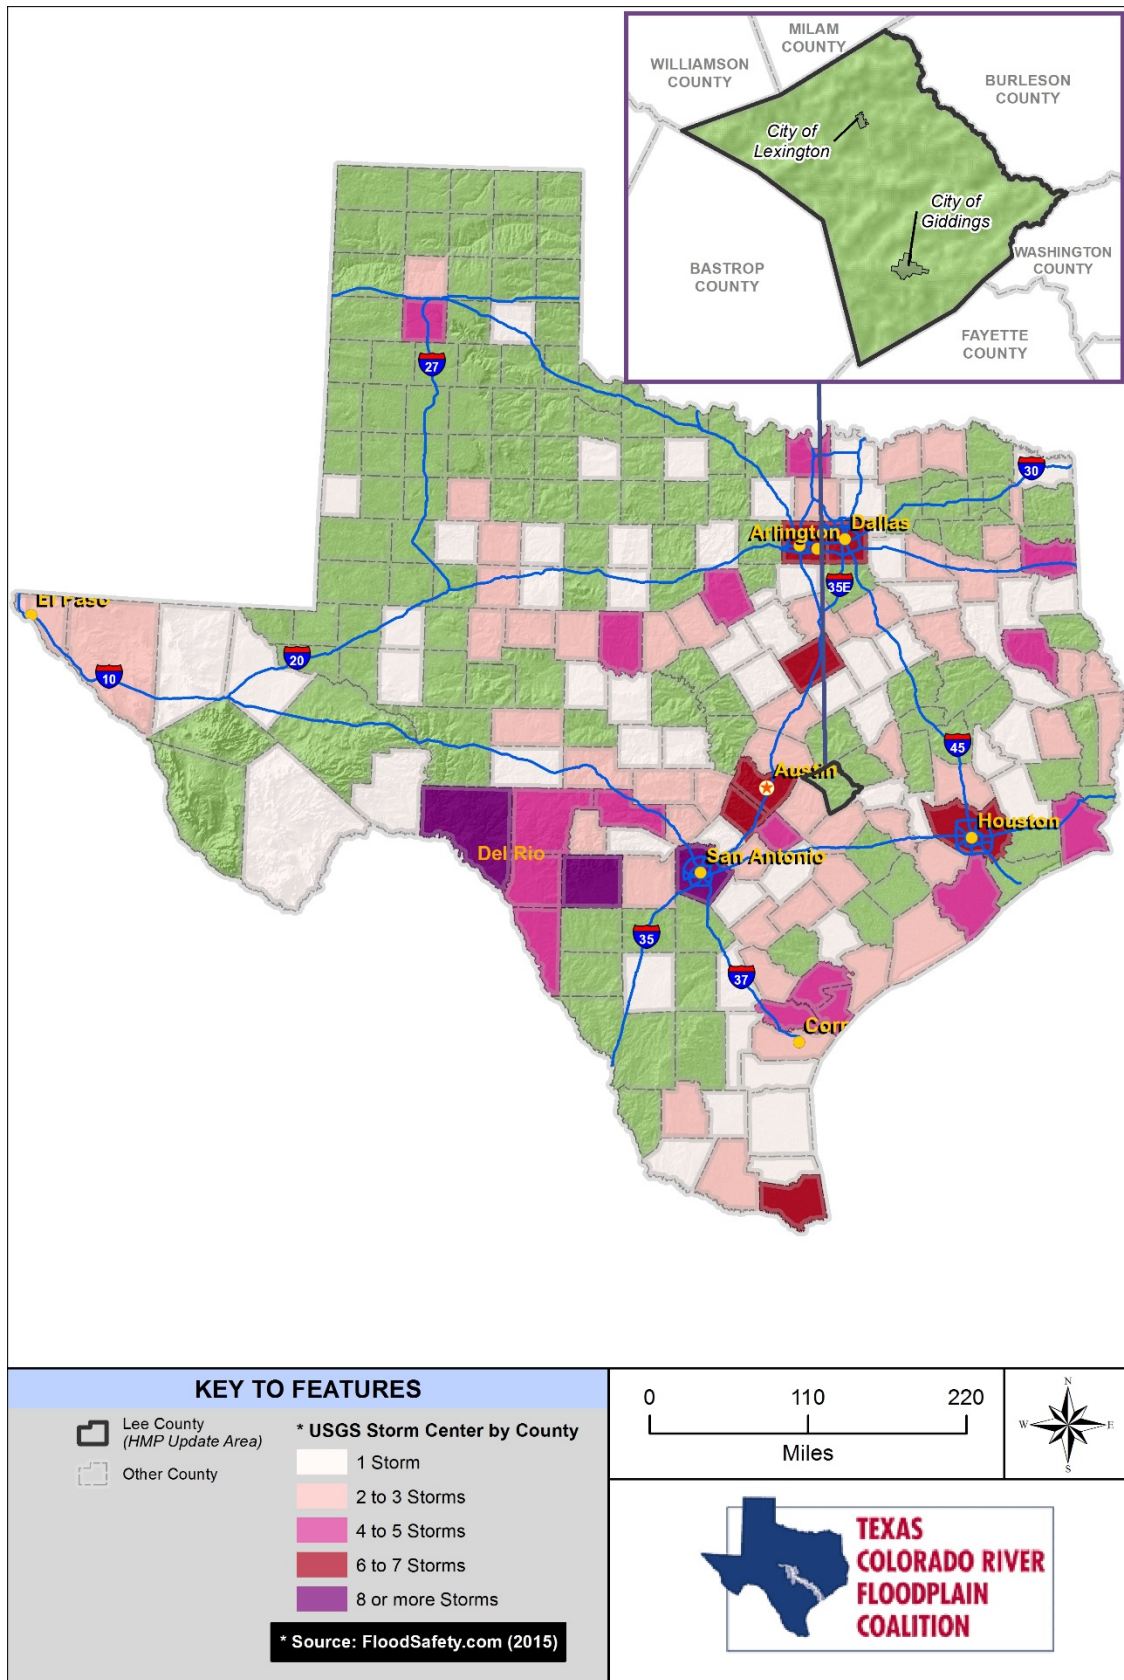 MILAM
COUNTY
WILLIAMSON
COUNTY
BURLESON
COUNTY
City of
Lexington
City of
Giddings
WASHINGTON
COUNTY
BASTROP
COUNTY
FAYETTE
COUNTY
27
30
Arlington
Dallas
35E
El Paso
20
10
45
Austin
Houston
Del Rio
San Antonio
35
37
Corp
KEY TO FEATURES
Lee County
(HMP Update Area)
Other County
* USGS Storm Center by County
1 Storm
2 to 3 Storms
4 to 5 Storms
6 to 7 Storms
8 or more Storms
* Source: FloodSafety.com (2015)
0 110 220
Miles
N
W E
S
TEXAS
COLORADO RIVER
FLOODPLAIN
COALITION